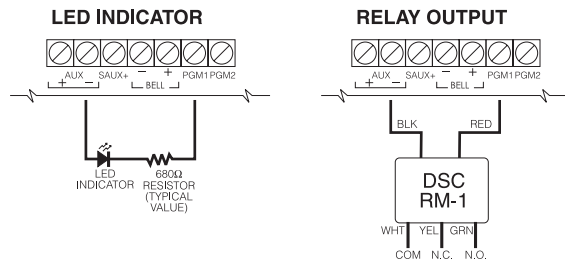 LED INDICATOR
AUX SAUX+ − + PGM1 PGM2
+ − BELL
LED
INDICATOR
680Ω
RESISTOR
(TYPICAL
VALUE)
RELAY OUTPUT
AUX SAUX+ − + PGM1 PGM2
+ − BELL
BLK RED
DSC
RM-1
WHT YEL GRN
COM N.C. N.O.